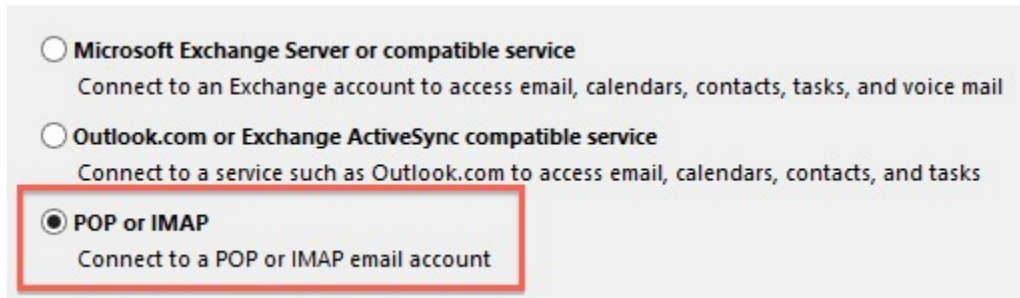 Microsoft Exchange Server or compatible service
Connect to an Exchange account to access email, calendars, contacts, tasks, and voice mail
Outlook.com or Exchange ActiveSync compatible service
Connect to a service such as Outlook.com to access email, calendars, contacts, and tasks
POP or IMAP
Connect to a POP or IMAP email account